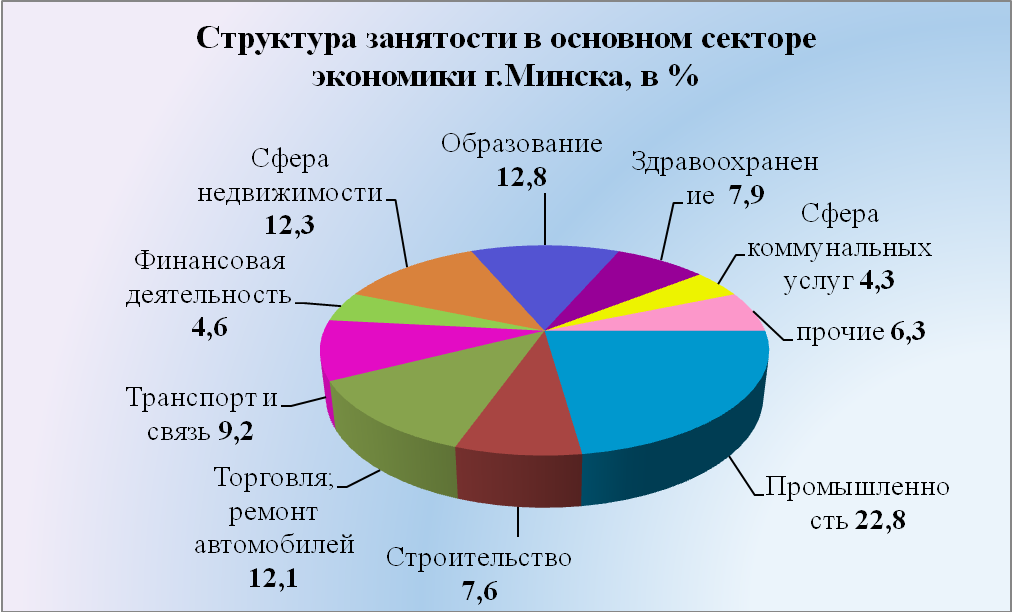 Структура занятости в основном секторе
экономики г.Минска, в %
Образование
12,8
Здравоохранен
ие 7,9
Сфера
коммунальных
услуг 4,3
прочие 6,3
Промышленно
сть 22,8
Строительство
7,6
Торговля;
ремонт
автомобилей
12,1
Транспорт и
связь 9,2
Финансовая
деятельность
4,6
Сфера
недвижимости
12,3